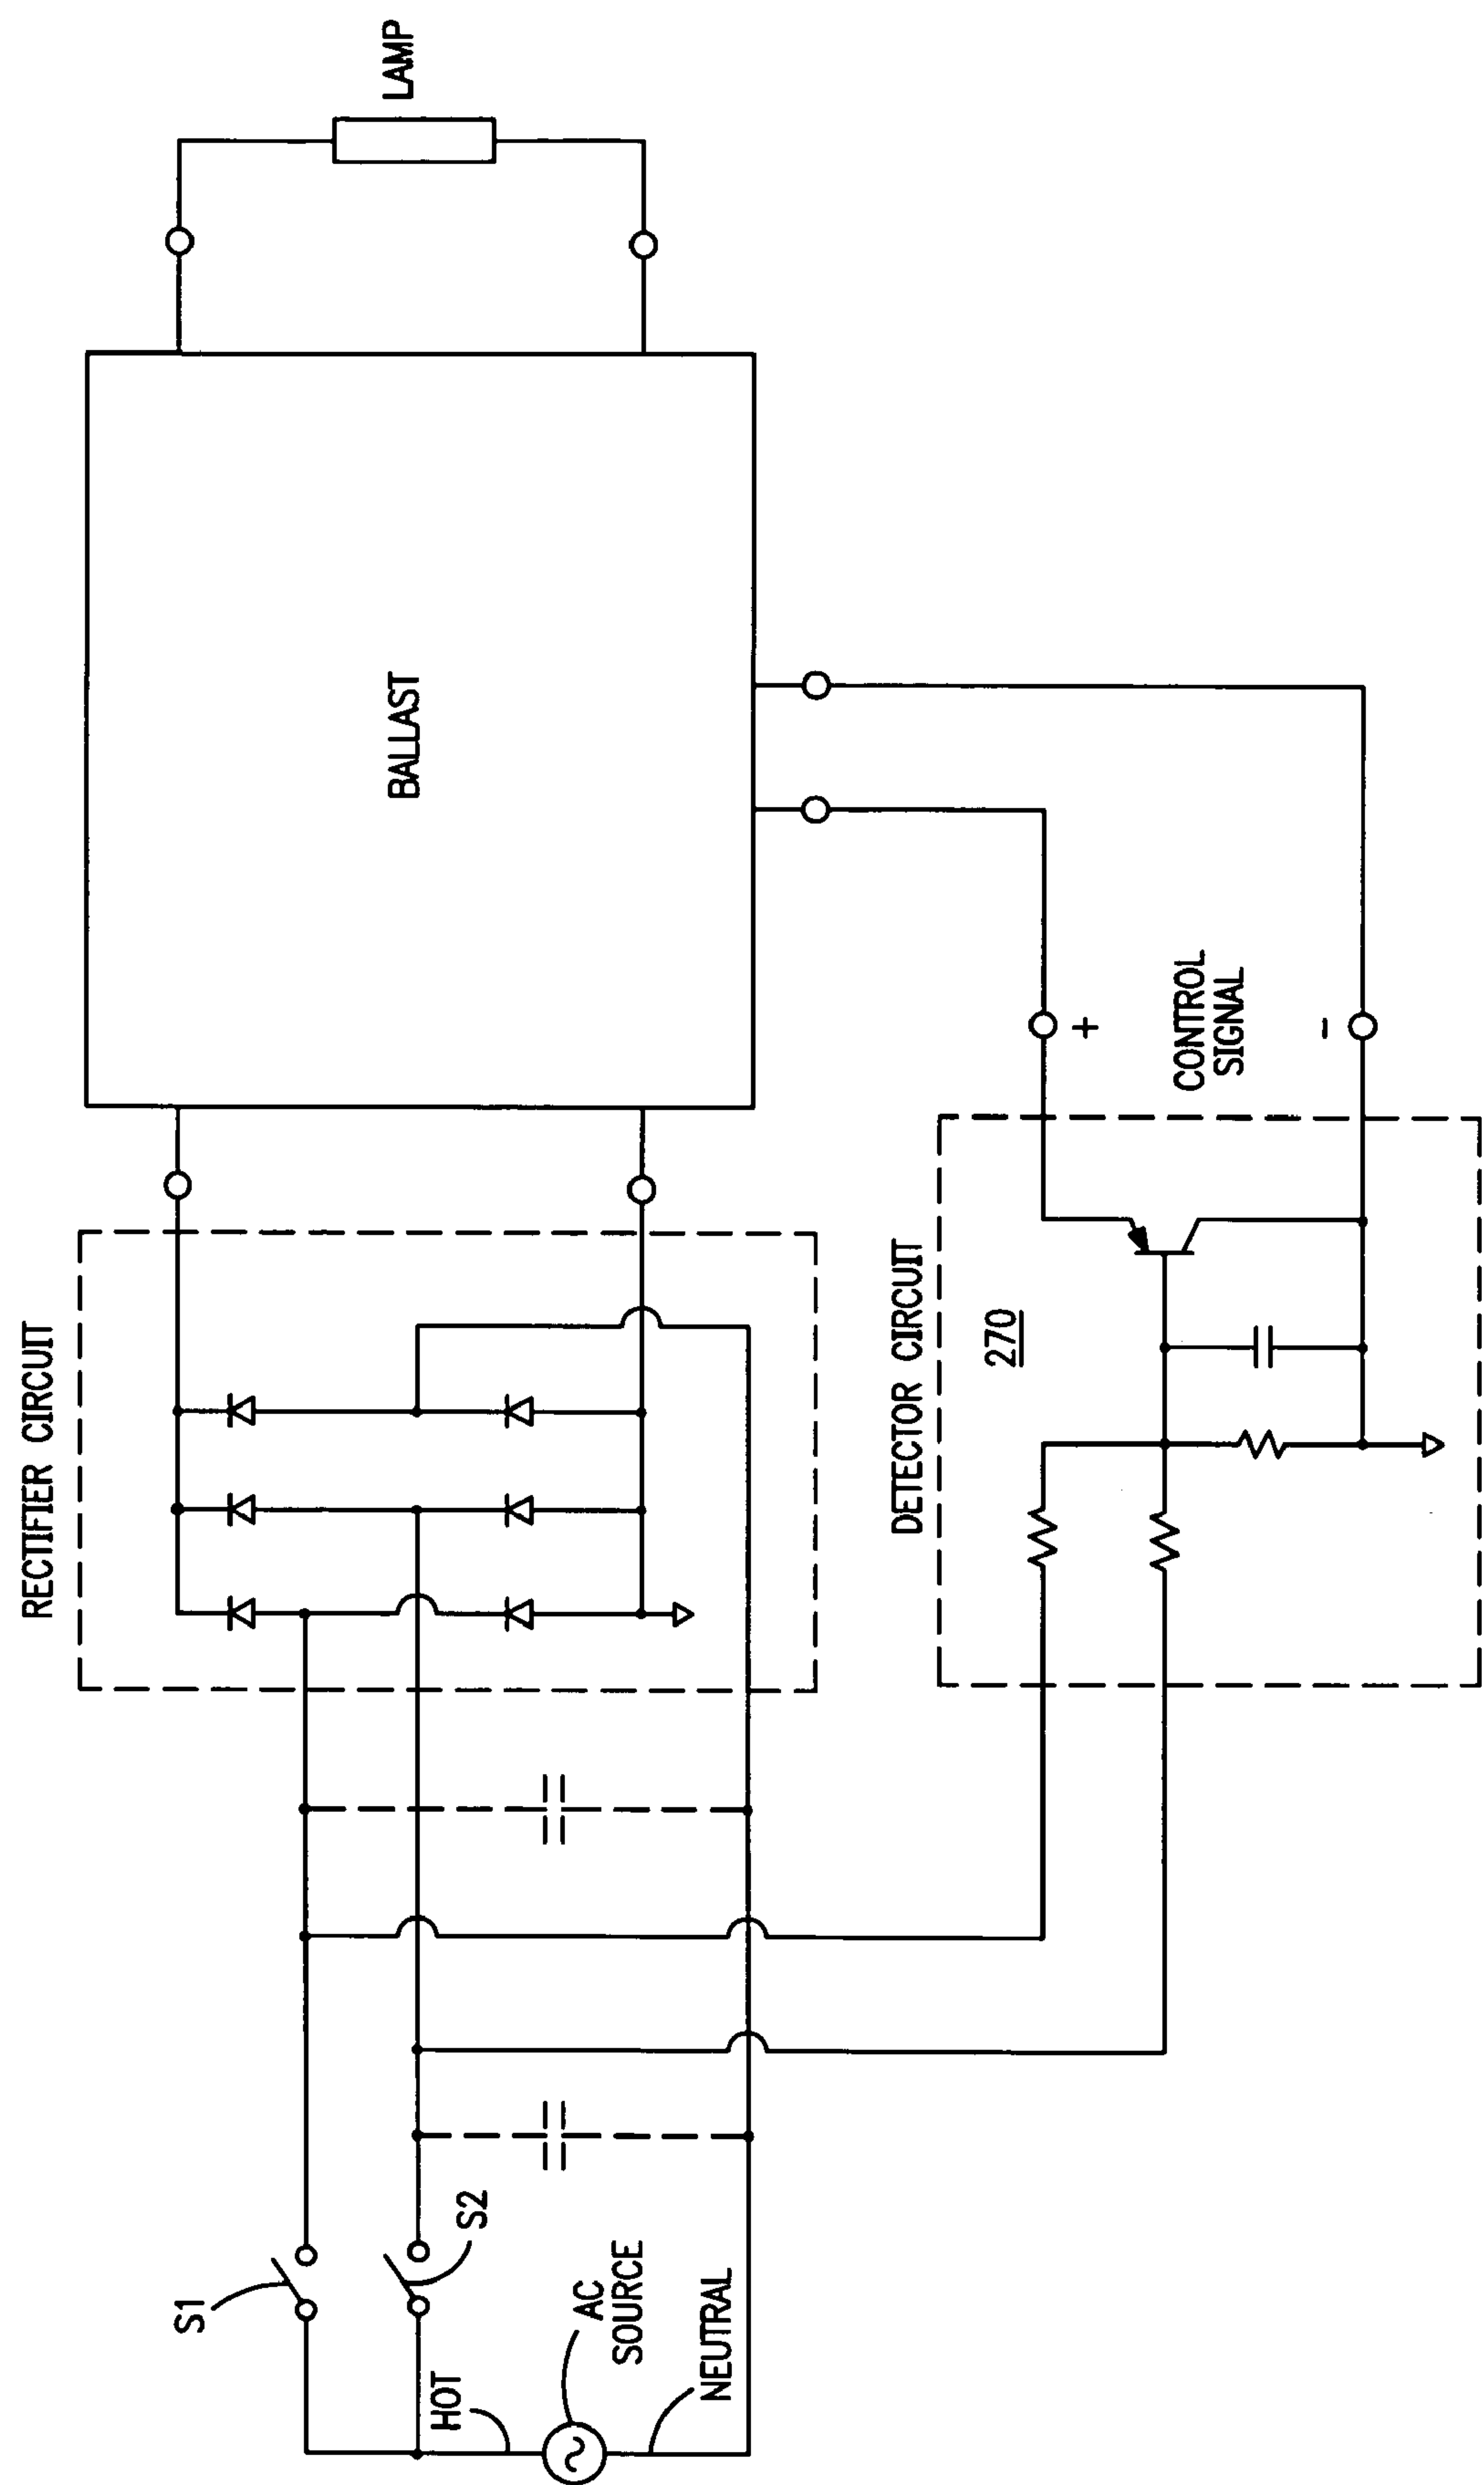 RECTIFIER CIRCUIT
LAMP
BALLAST
S1
S2
HOT
AC
SOURCE
NEUTRAL
DETECTOR CIRCUIT
270
+
CONTROL
SIGNAL
-